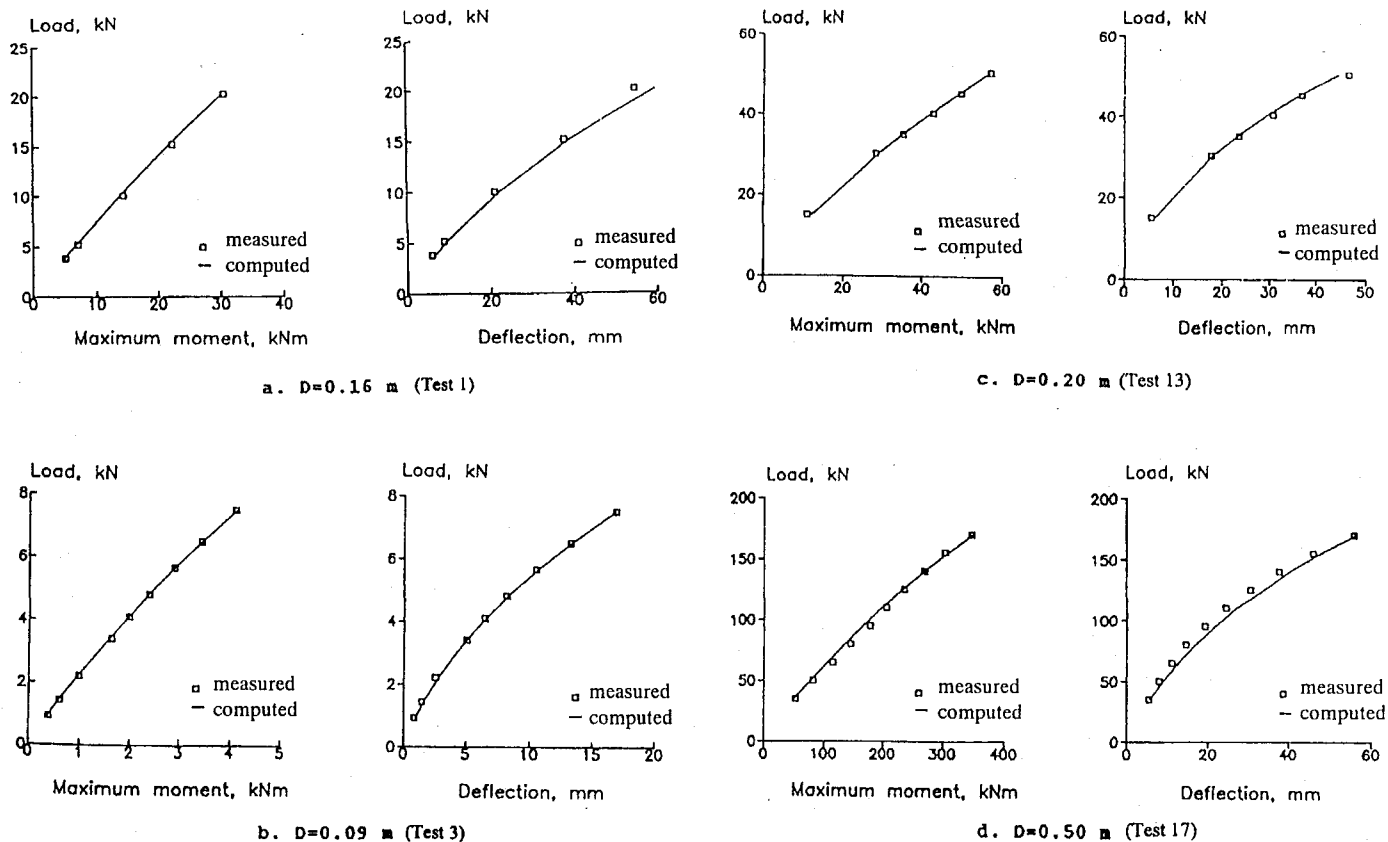 Load, kN
25
20
15
10
5
0
0 10 20 30 40
measured
computed
Maximum moment, kNm
Load, kN
25
20
15
10
5
0
0 20 40 60
measured
computed
Deflection, mm
a. D=0.16 m (Test 1)
Load, kN
60
40
20
0
0 20 40 60
measured
computed
Maximum moment, kNm
Load, kN
60
40
20
0
0 10 20 30 40 50
measured
computed
Deflection, mm
c. D=0.20 m (Test 13)
Load, kN
8
6
4
2
0
0 1 2 3 4 5
measured
computed
Maximum moment, kNm
Load, kN
8
6
4
2
0
0 5 10 15 20
measured
computed
Deflection, mm
b. D=0.09 m (Test 3)
Load, kN
200
150
100
50
0
0 100 200 300 400
measured
computed
Maximum moment, kNm
Load, kN
200
150
100
50
0
0 20 40 60
measured
computed
Deflection, mm
d. D=0.50 m (Test 17)